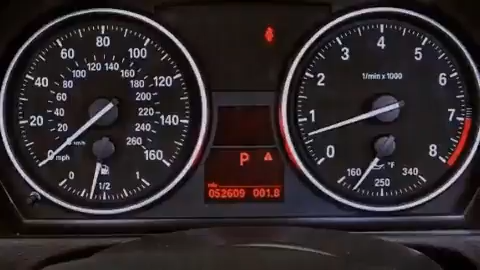 0 20 40 60 80 100 120 140 160
20 40 60 80 100 120 140 160 180 200 220 240 260
km/h
mph
0 1/2 1
P
052609 001.8
0 1 2 3 4 5 6 7 8
1/min x 1000
°F
160 250 340